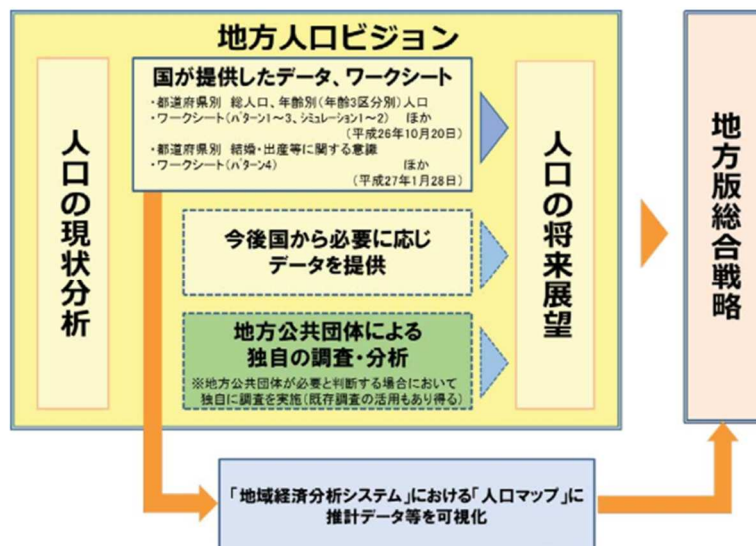 地方人口ビジョン
人口の現状分析
国が提供したデータ、ワークシート
・都道府県別 総人口、年齢別(年齢3区分別)人口
・ワークシート(パターン1~3、シミュレーション1~2) ほか
(平成26年10月20日)
・都道府県別 結婚・出産等に関する意識
・ワークシート(パターン4) ほか
(平成27年1月28日)
今後国から必要に応じ
データを提供
地方公共団体による
独自の調査・分析
※地方公共団体が必要と判断する場合において
独自に調査を実施(既存調査の活用もあり得る)
人口の将来展望
地方版総合戦略
「地域経済分析システム」における「人口マップ」に
推計データ等を可視化